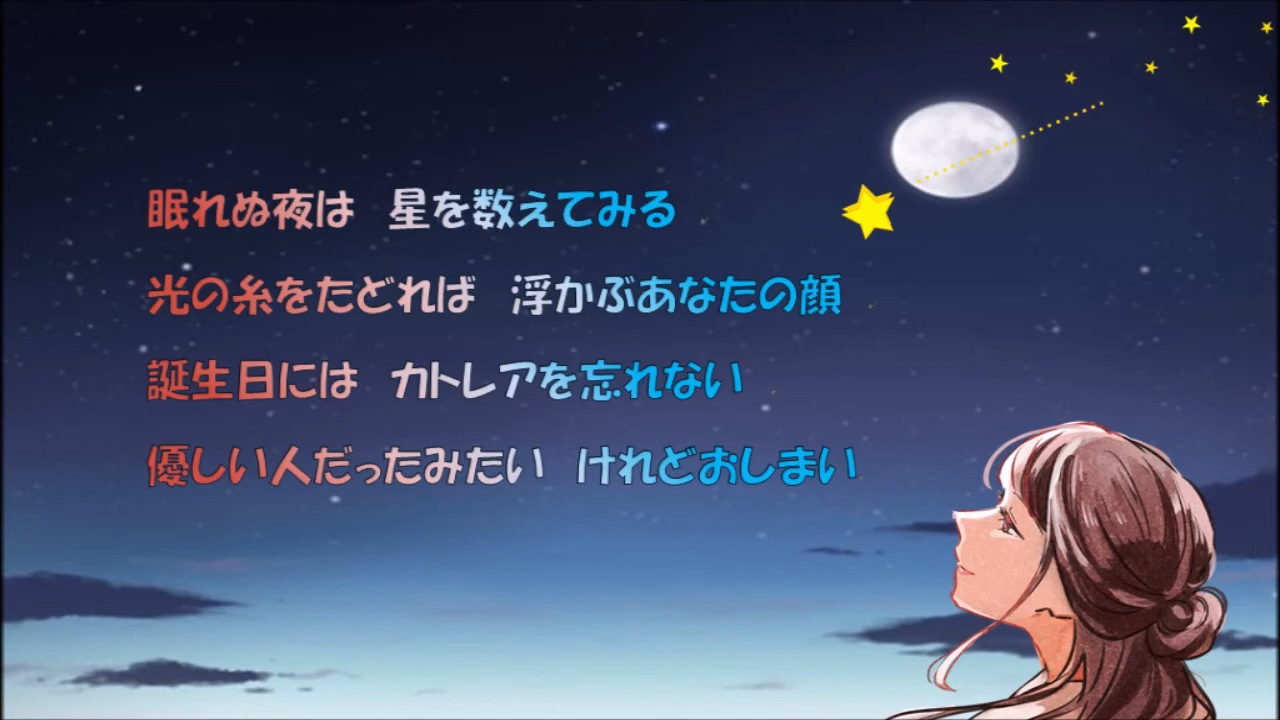 眠れぬ夜は　星を数えてみる
光の糸をたどれば　浮かぶあなたの顔
誕生日には　カトレアを忘れない
優しい人だったみたい　けれどおしまい